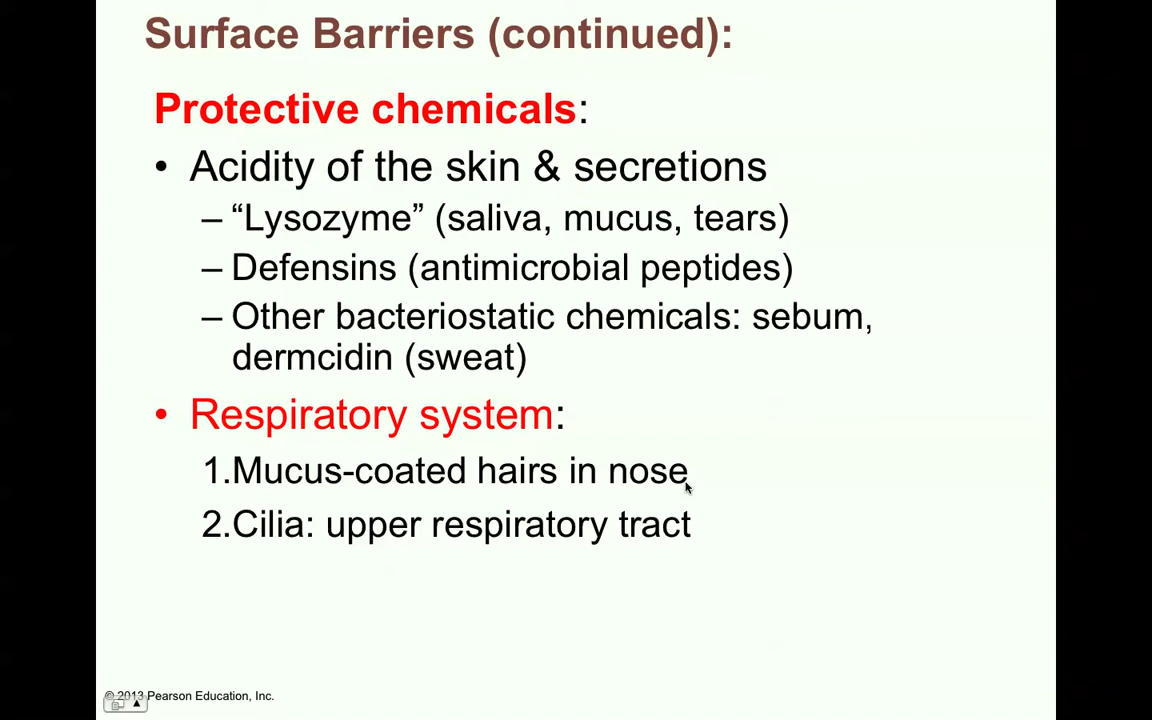 Surface Barriers (continued):
Protective chemicals:
• Acidity of the skin & secretions
– “Lysozyme” (saliva, mucus, tears)
– Defensins (antimicrobial peptides)
– Other bacteriostatic chemicals: sebum,
dermcidin (sweat)
• Respiratory system:
1.Mucus-coated hairs in nose
2.Cilia: upper respiratory tract
© 2013 Pearson Education, Inc.